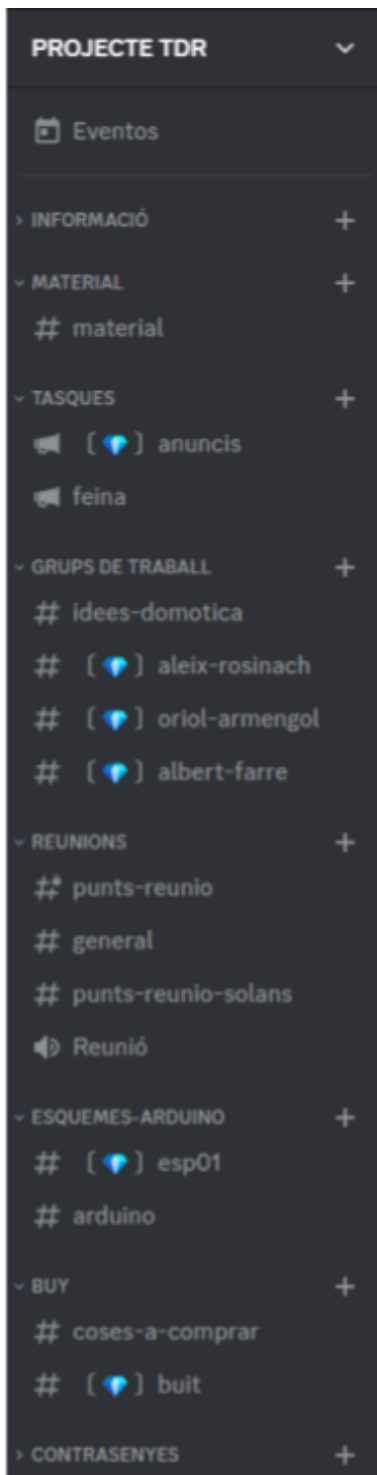 PROJECTE TDR
Eventos
INFORMACIÓ
MATERIAL
# material
TASQUES
〔💎〕 anuncis
feina
GRUPS DE TRABALL
# idees-domotica
# 〔💎〕 aleix-rosinach
# 〔💎〕 oriol-armengol
# 〔💎〕 albert-farre
REUNIONS
# punts-reunio
# general
# punts-reunio-solans
Reunió
ESQUEMES-ARDUINO
# 〔💎〕 esp01
# arduino
BUY
# coses-a-comprar
# 〔💎〕 buit
CONTRASENYES